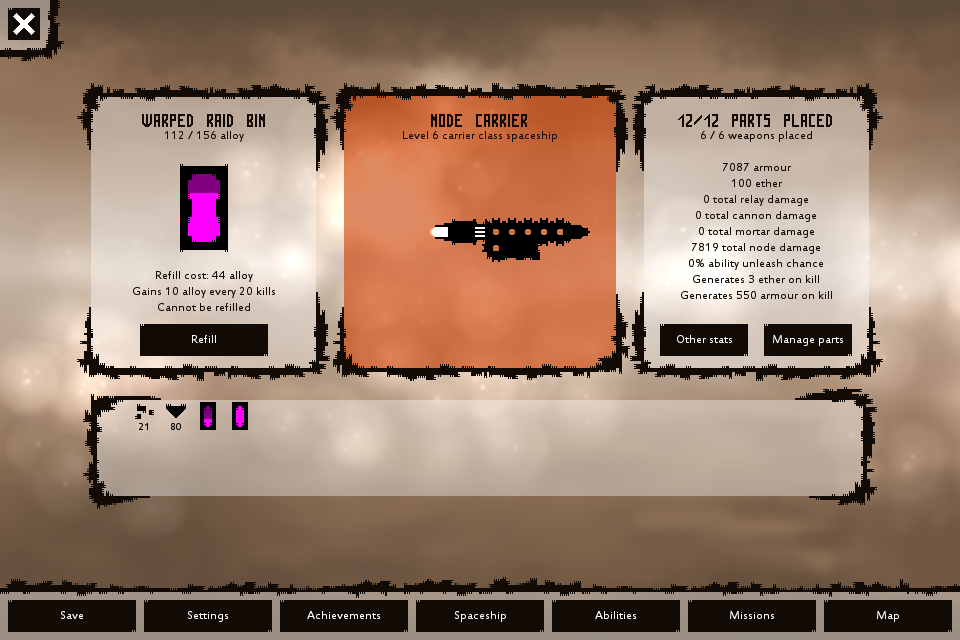 WARPED RAID BIN
112 / 156 alloy
Refill cost: 44 alloy
Gains 10 alloy every 20 kills
Cannot be refilled
Refill
NODE CARRIER
Level 6 carrier class spaceship
12/12 PARTS PLACED
6 / 6 weapons placed
7087 armour
100 ether
0 total relay damage
0 total cannon damage
0 total mortar damage
7819 total node damage
0% ability unleash chance
Generates 3 ether on kill
Generates 550 armour on kill
Other stats
Manage parts
21
80
Save
Settings
Achievements
Spaceship
Abilities
Missions
Map